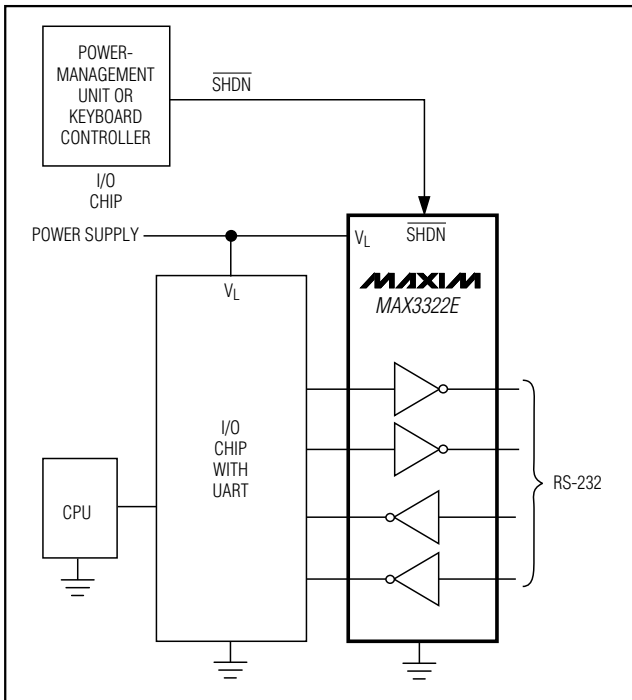 POWER-
MANAGEMENT
UNIT OR
KEYBOARD
CONTROLLER
SHDN
I/O
CHIP
POWER SUPPLY
VL
SHDN
VL
MAXIM
MAX3322E
I/O
CHIP
WITH
UART
RS-232
CPU